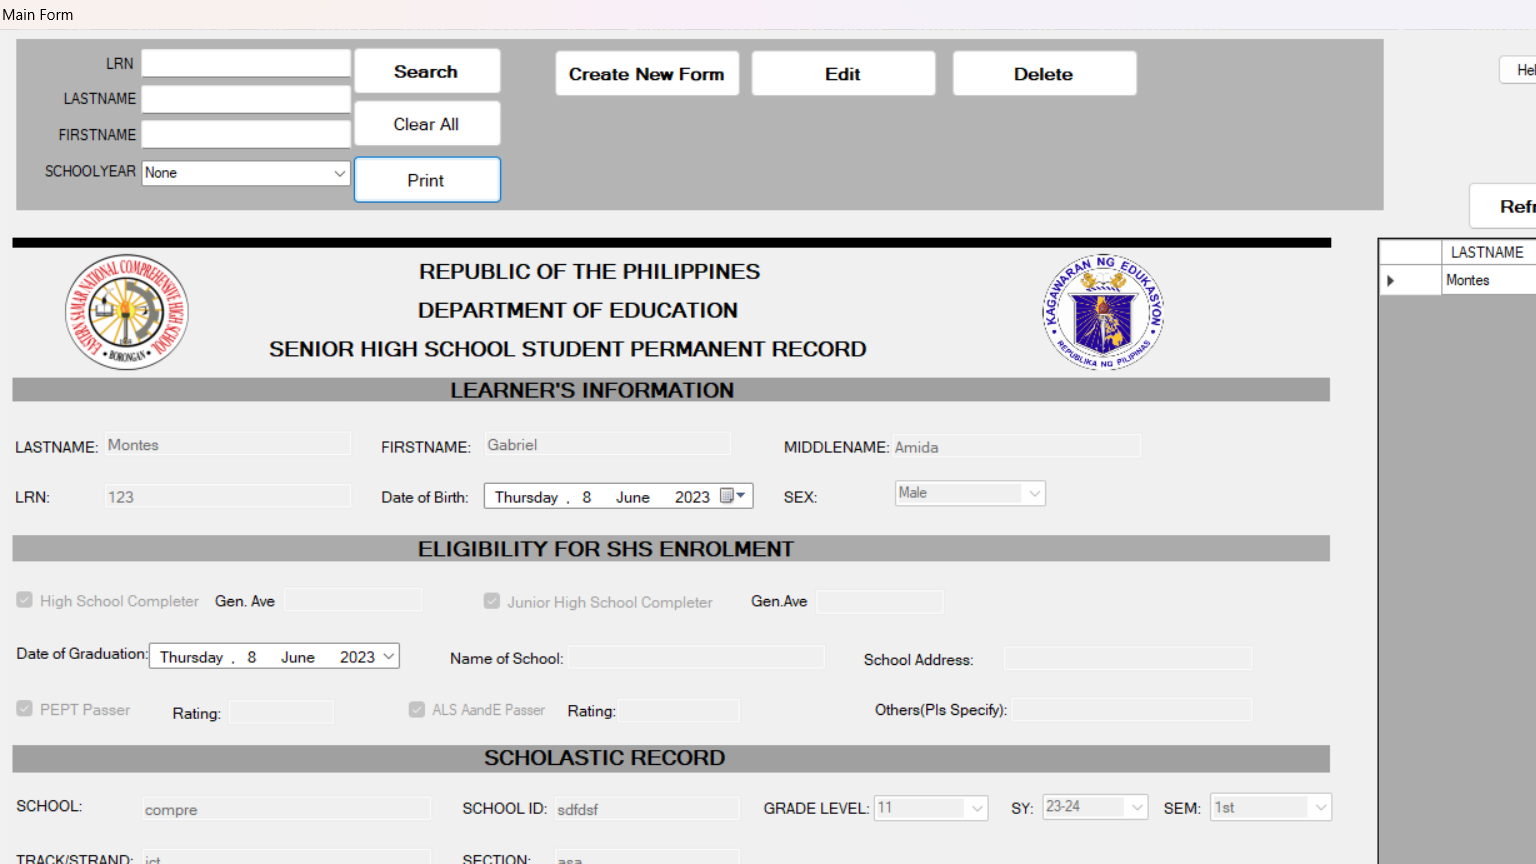 Main Form
LRN
Search
Create New Form
Edit
Delete
Hel
LASTNAME
Clear All
FIRSTNAME
SCHOOLYEAR None
Print
Refr
REPUBLIC OF THE PHILIPPINES
DEPARTMENT OF EDUCATION
SENIOR HIGH SCHOOL STUDENT PERMANENT RECORD
EASTERN SAMAR NATIONAL COMPREHENSIVE HIGH SCHOOL
• BORONGAN •
KAGAWARAN NG EDUKASYON
REPUBLIKA NG PILIPINAS
LASTNAME
Montes
LEARNER'S INFORMATION
LASTNAME: Montes
FIRSTNAME: Gabriel
MIDDLENAME: Amida
LRN: 123
Date of Birth: Thursday , 8 June 2023
SEX: Male
ELIGIBILITY FOR SHS ENROLMENT
High School Completer Gen. Ave
Junior High School Completer Gen.Ave
Date of Graduation: Thursday , 8 June 2023
Name of School:
School Address:
PEPT Passer Rating:
ALS AandE Passer Rating:
Others(Pls Specify):
SCHOLASTIC RECORD
SCHOOL: compre
SCHOOL ID: sdfdsf
GRADE LEVEL: 11
SY: 23-24
SEM: 1st
TRACK/STRAND: ict
SECTION: asa